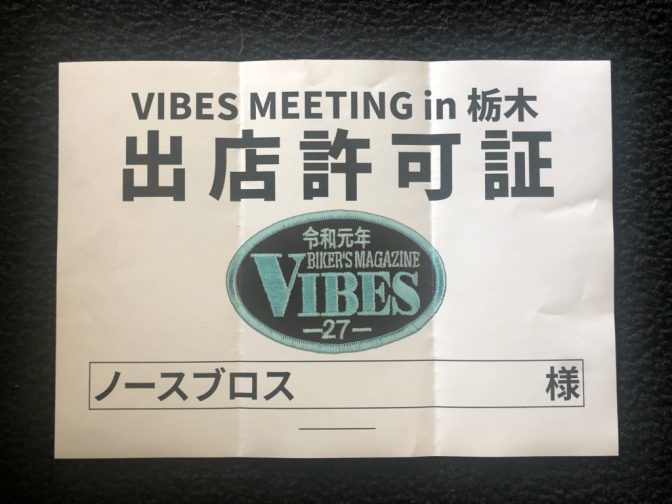 VIBES MEETING in 栃木
出店許可証
令和元年
BIKER'S MAGAZINE
VIBES
-27-
ノースブロス 様